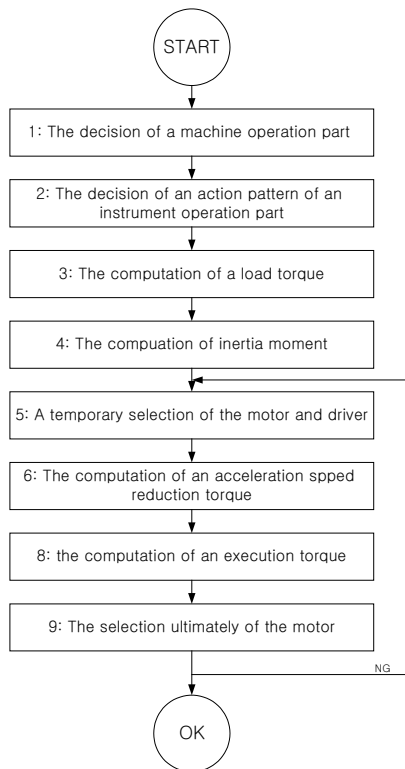 START
1: The decision of a machine operation part
2: The decision of an action pattern of an
instrument operation part
3: The computation of a load torque
4: The compuation of inertia moment
5: A temporary selection of the motor and driver
6: The computation of an acceleration spped
reduction torque
8: the computation of an execution torque
9: The selection ultimately of the motor
NG
OK